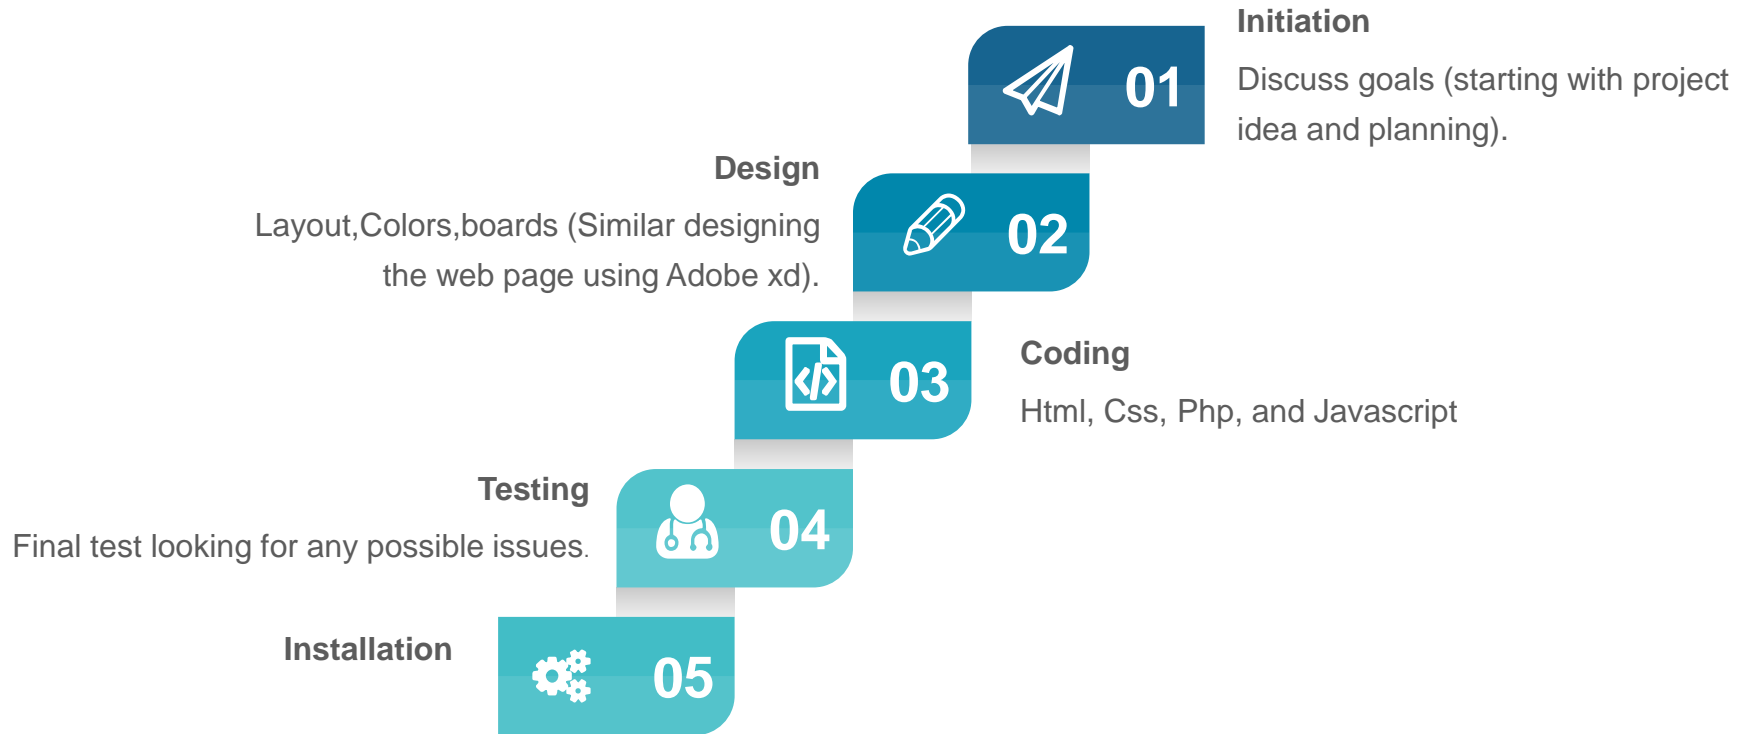 01
Initiation
Discuss goals (starting with project
idea and planning).
Design
Layout,Colors,boards (Similar designing
the web page using Adobe xd).
02
03
Coding
Html, Css, Php, and Javascript
Testing
Final test looking for any possible issues.
04
Installation
05